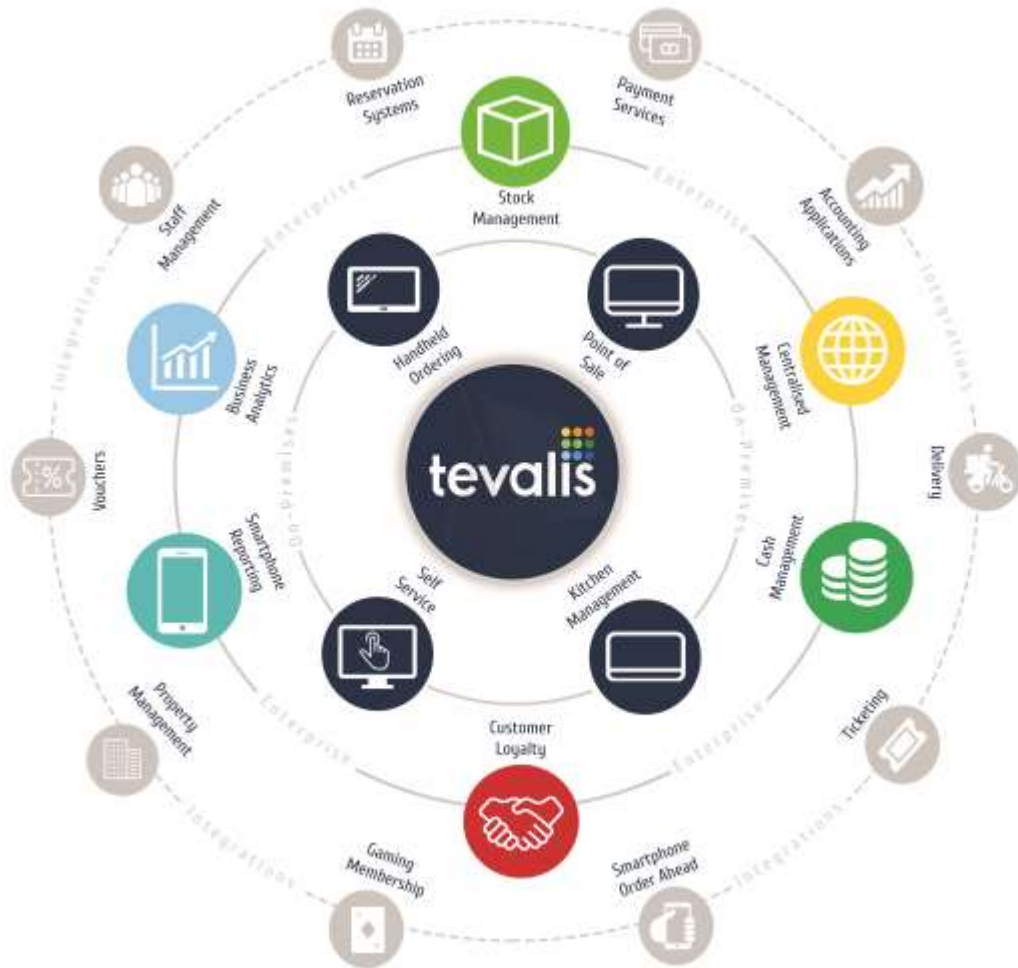 Reservation
Systems
Payment
Services
Stock
Management
Staff
Management
Accounting
Applications
Enterprise
Enterprise
Integrations
Integrations
Handheld
Ordering
Point of
Sale
Business
Analytics
Centralised
Management
On-Premises
On-Premises
tevalis
%
Vouchers
Delivery
Smartphone
Reporting
Cash
Management
Self
Service
Kitchen
Management
Property
Management
Ticketing
Enterprise
Enterprise
Customer
Loyalty
Integrations
Integrations
Gaming
Membership
Smartphone
Order Ahead